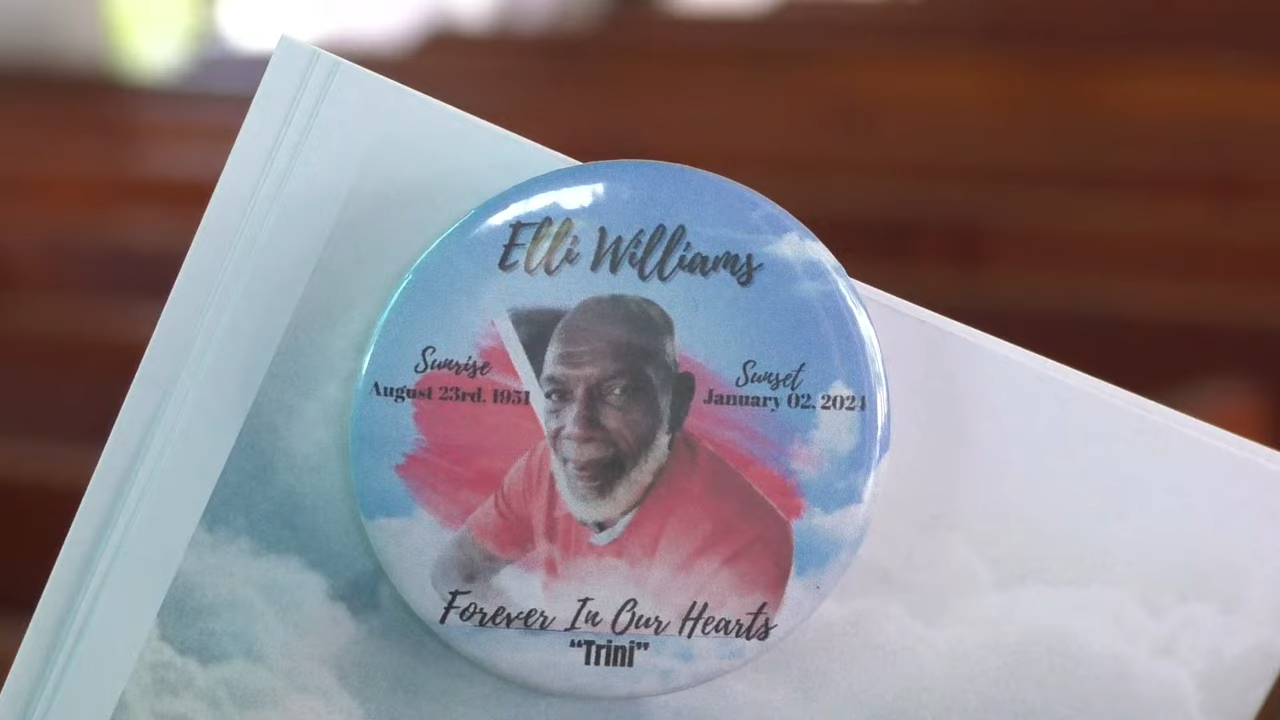 Elli Williams
Sunrise
August 23rd, 1951
Sunset
January 02, 2024
Forever In Our Hearts
“Trini”